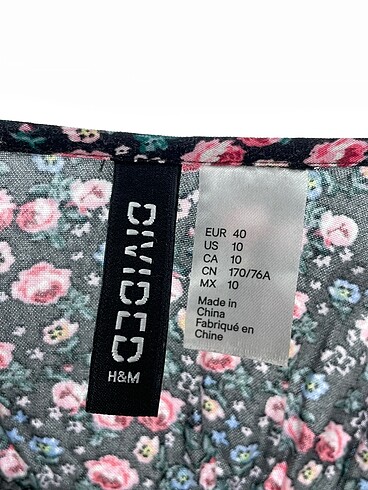 DIVIDED
H&M
EUR 40
US 10
CA 10
CN 170/76A
MX 10
Made in
China
Fabriqué en
Chine